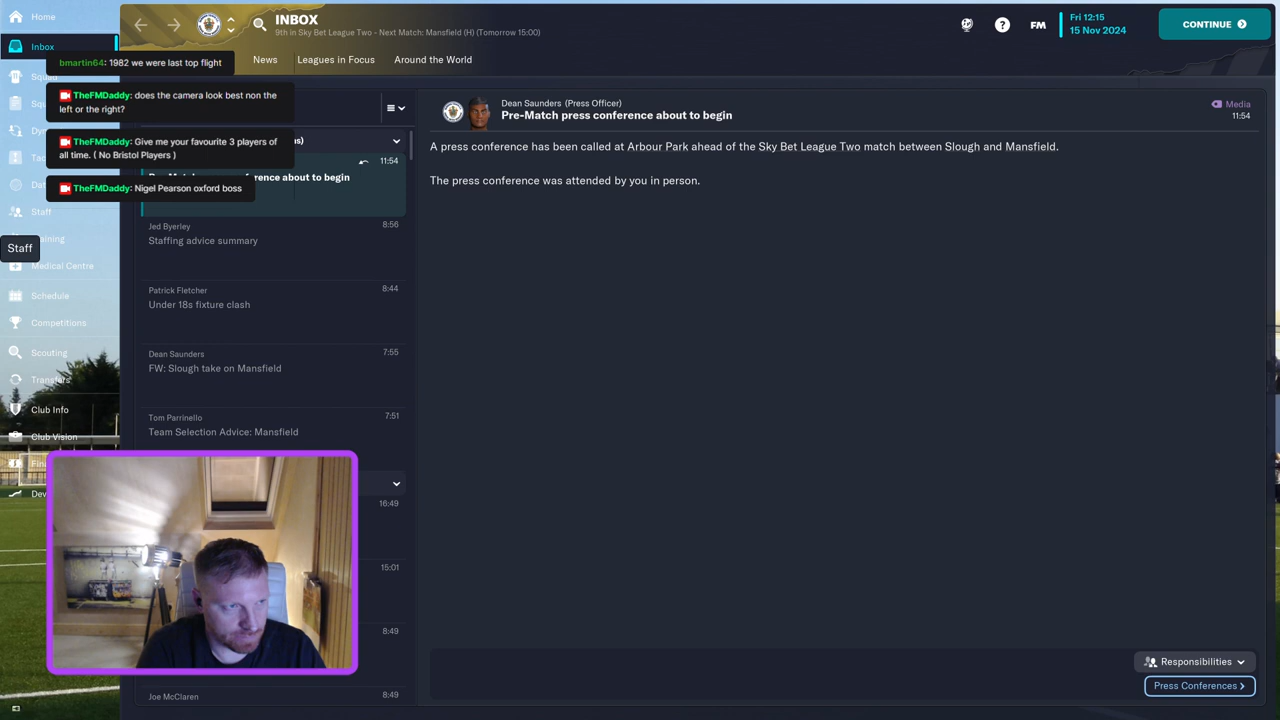 Home
Inbox
Staff
Staff
Medical Centre
Schedule
Competitions
Scouting
Transfers
Club Info
Club Vision
bmartin64: 1982 we were last top flight
TheFMDaddy: does the camera look best non the
left or the right?
TheFMDaddy: Give me your favourite 3 players of
all time. ( No Bristol Players )
TheFMDaddy: Nigel Pearson oxford boss
INBOX
9th in Sky Bet League Two - Next Match: Mansfield (H) (Tomorrow 15:00)
FM
Fri 12:15
15 Nov 2024
CONTINUE
News
Leagues in Focus
Around the World
11:54
Jed Byerley
8:56
Staffing advice summary
Patrick Fletcher
8:44
Under 18s fixture clash
Dean Saunders
7:55
FW: Slough take on Mansfield
Tom Parrinello
7:51
Team Selection Advice: Mansfield
16:49
15:01
8:49
Joe McClaren
8:49
Dean Saunders (Press Officer)
Pre-Match press conference about to begin
Media
11:54
A press conference has been called at Arbour Park ahead of the Sky Bet League Two match between Slough and Mansfield.
The press conference was attended by you in person.
Responsibilities
Press Conferences